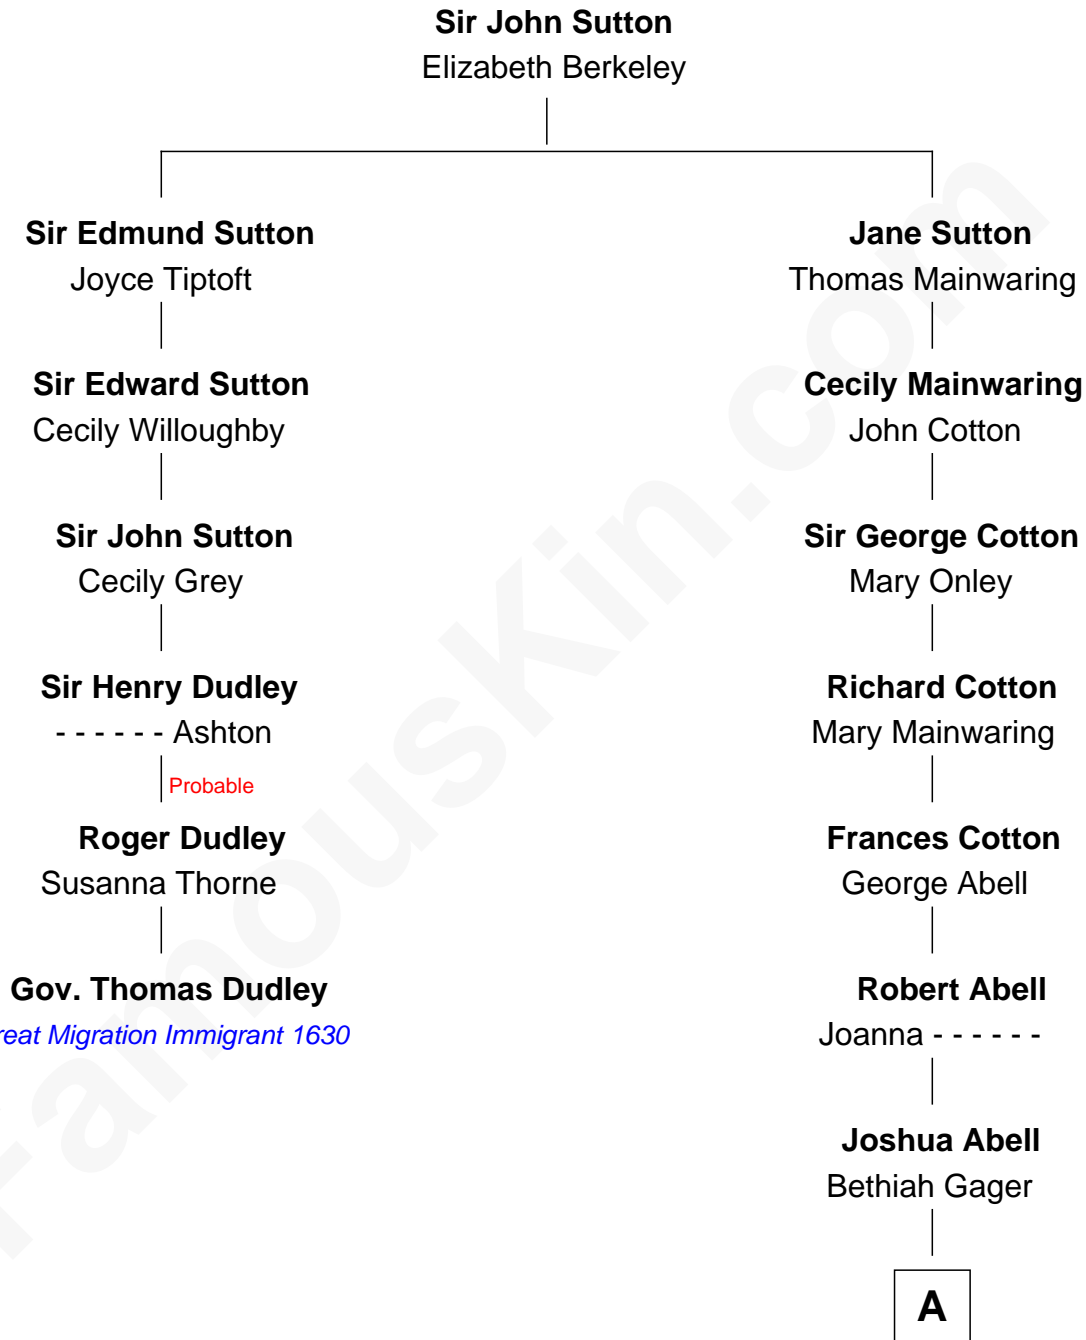 Sir John Sutton
Elizabeth Berkeley
Sir Edmund Sutton
Joyce Tiptoft
Jane Sutton
Thomas Mainwaring
Sir Edward Sutton
Cecily Willoughby
Cecily Mainwaring
John Cotton
Sir John Sutton
Cecily Grey
Sir George Cotton
Mary Onley
Sir Henry Dudley
- - - - - - Ashton
Probable
Richard Cotton
Mary Mainwaring
Roger Dudley
Susanna Thorne
Frances Cotton
George Abell
Gov. Thomas Dudley
reat Migration Immigrant 1630
Robert Abell
Joanna - - - - - -
Joshua Abell
Bethiah Gager
A
FamousKin.com